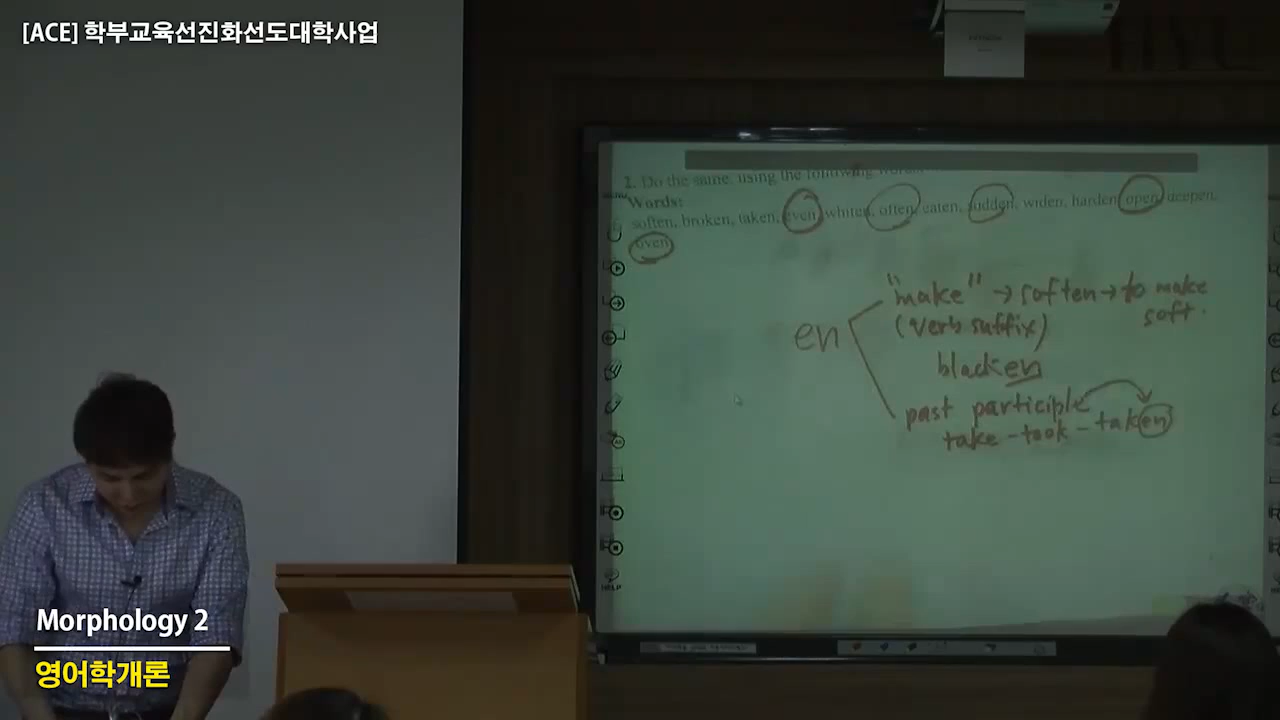 [ACE] 학부교육선진화선도대학사업
1. Do the same, using the following words.
Words:
soften, broken, taken, even, whiten, often, eaten, sudden, widen, harden, open, deepen,
oven
"make" → soften → to make
soft.
en
(verb suffix)
blacken
past participle
take - took - taken
HELP
Morphology 2
영어학개론